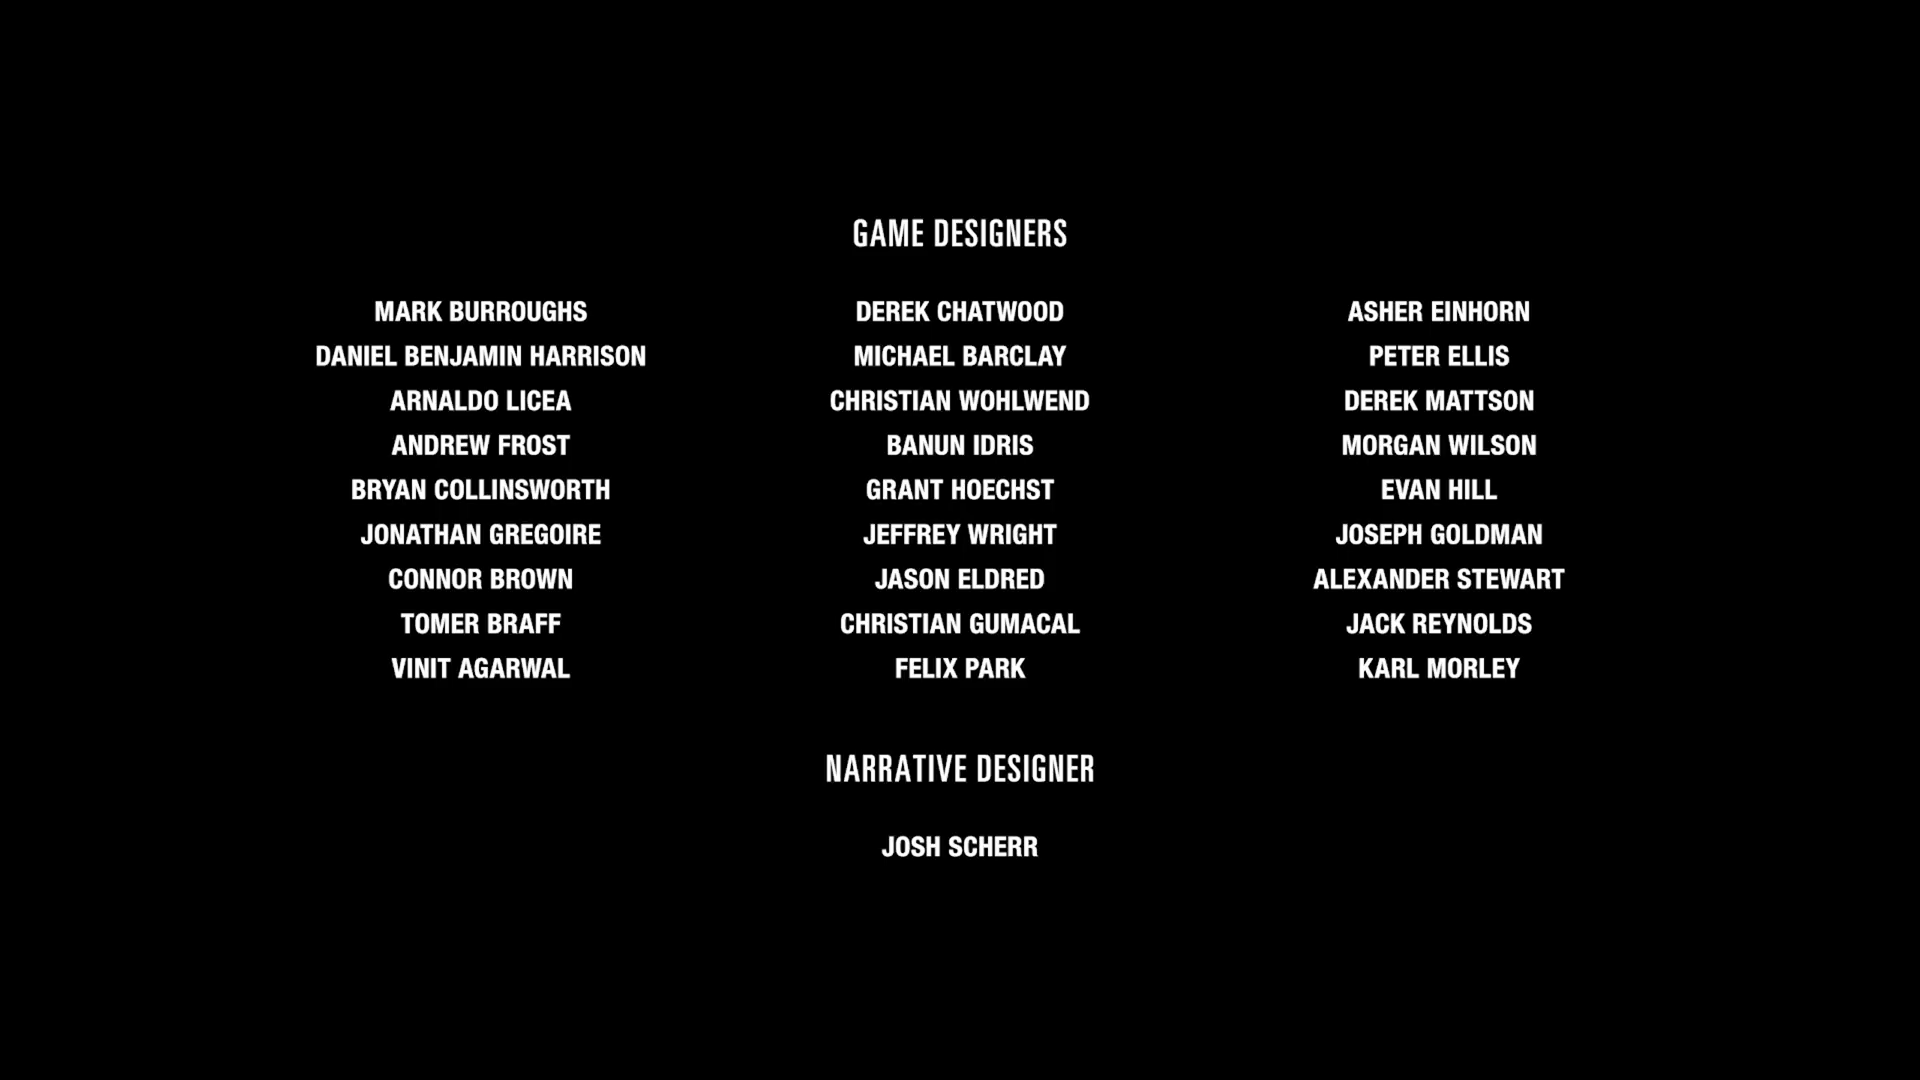 GAME DESIGNERS
MARK BURROUGHS
DANIEL BENJAMIN HARRISON
ARNALDO LICEA
ANDREW FROST
BRYAN COLLINSWORTH
JONATHAN GREGOIRE
CONNOR BROWN
TOMER BRAFF
VINIT AGARWAL
DEREK CHATWOOD
MICHAEL BARCLAY
CHRISTIAN WOHLWEND
BANUN IDRIS
GRANT HOECHST
JEFFREY WRIGHT
JASON ELDRED
CHRISTIAN GUMACAL
FELIX PARK
ASHER EINHORN
PETER ELLIS
DEREK MATTSON
MORGAN WILSON
EVAN HILL
JOSEPH GOLDMAN
ALEXANDER STEWART
JACK REYNOLDS
KARL MORLEY
NARRATIVE DESIGNER
JOSH SCHERR